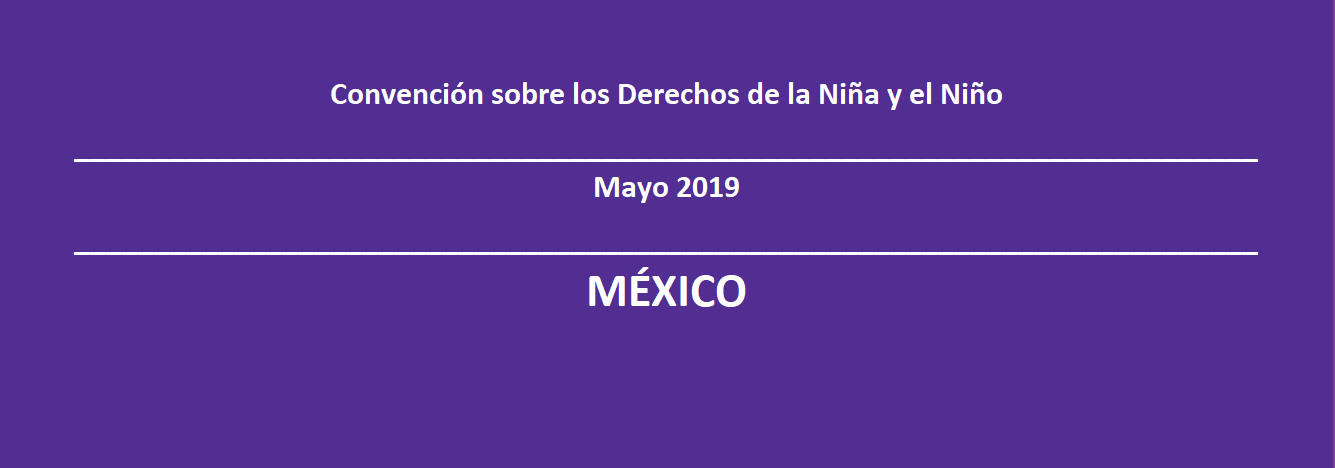 Convención sobre los Derechos de la Niña y el Niño
Mayo 2019
MÉXICO